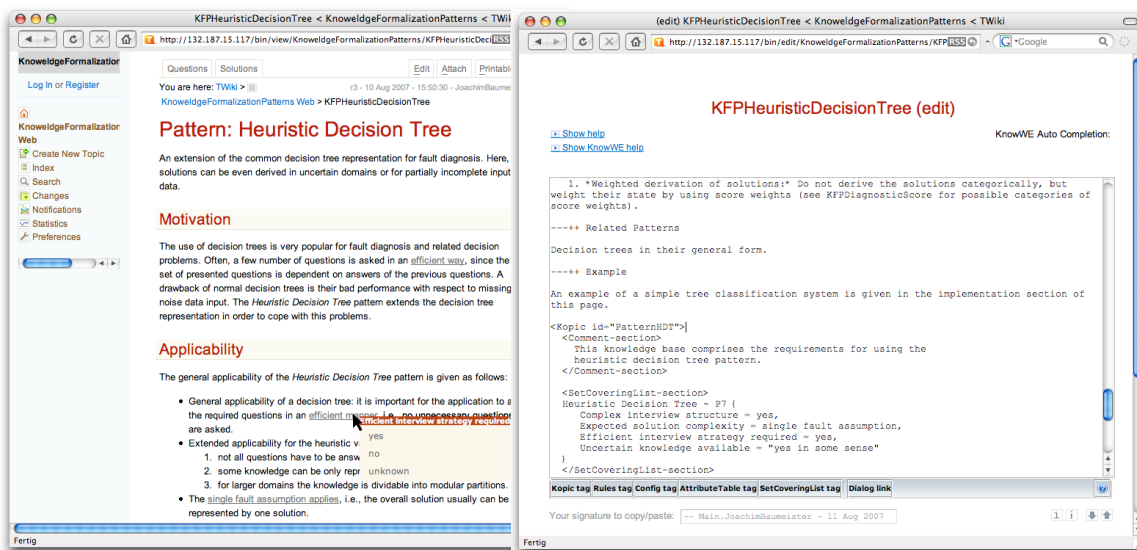 KFPHeuristicDecisionTree < KnoweldgeFormalizationPatterns < TWik
http://132.187.15.117/bin/view/KnoweldgeFormalizationPatterns/KFPHeuristicDeci RSS
KnoweldgeFormalization
Log In or Register
KnoweldgeFormalization
Web
Create New Topic
Index
Search
Changes
Notifications
Statistics
Preferences
Questions Solutions Edit Attach Printable
You are here: TWiki > r3 - 10 Aug 2007 - 15:50:30 - JoachimBaume
KnoweldgeFormalizationPatterns Web > KFPHeuristicDecisionTree
Pattern: Heuristic Decision Tree
An extension of the common decision tree representation for fault diagnosis. Here,
solutions can be even derived in uncertain domains or for partially incomplete input
data.
Motivation
The use of decision trees is very popular for fault diagnosis and related decision
problems. Often, a few number of questions is asked in an efficient way, since the
set of presented questions is dependent on answers of the previous questions. A
drawback of normal decision trees is their bad performance with respect to missing
noise data input. The Heuristic Decision Tree pattern extends the decision tree
representation in order to cope with this problems.
Applicability
The general applicability of the Heuristic Decision Tree pattern is given as follows:
• General applicability of a decision tree: it is important for the application to a
the required questions in an efficient manner, i.e., no unnecessary questions
are asked.
Efficient interview strategy required
yes
no
unknown
• Extended applicability for the heuristic v
1. not all questions have to be answ
2. some knowledge can be only repr
3. for larger domains the knowledge is dividable into modular partitions.
• The single fault assumption applies, i.e., the overall solution usually can be
represented by one solution.
Fertig
(edit) KFPHeuristicDecisionTree < KnoweldgeFormalizationPatterns < TWiki
http://132.187.15.117/bin/edit/KnoweldgeFormalizationPatterns/KFP RSS Google
KFPHeuristicDecisionTree (edit)
Show help KnowWE Auto Completion:
Show KnowWE help
1. *Weighted derivation of solutions:* Do not derive the solutions categorically, but
weight their state by using score weights (see KFPDiagnosticScore for possible categories of
score weights).
---++ Related Patterns
Decision trees in their general form.
---++ Example
An example of a simple tree classification system is given in the implementation section of
this page.
<Kopic id="PatternHDT">
<Comment-section>
This knowledge base comprises the requirements for using the
heuristic decision tree pattern.
</Comment-section>
<SetCoveringList-section>
Heuristic Decision Tree ~ P7 {
Complex interview structure = yes,
Expected solution complexity = single fault assumption,
Efficient interview strategy required = yes,
Uncertain knowledge available = "yes in some sense"
}
</SetCoveringList-section>
Kopic tag Rules tag Config tag AttributeTable tag SetCoveringList tag Dialog link
Your signature to copy/paste: -- Main.JoachimBaumeister - 11 Aug 2007
Fertig